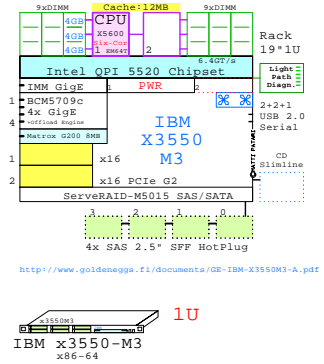 9xDIMM Cache:12MB 9xDIMM
4GB CPU
4GB X5600
Six-Cor
4GB 1 EM64T 2
Rack
19"1U
6.4GT/s
Intel QPI 5520 Chipset
Light
Path
Diagn.
IMM GigE 1 PWR 2
1 BCM5709c
4x GigE
4 +Offload Engine
Matrox G200 8MB
IBM
X3550
M3
2+2+1
USB 2.0
Serial
1 x16
2 x16 PCIe G2
CD
Slimline
ServeRAID-M5015 SAS/SATA
3 2 1 0
4x SAS 2.5" SFF HotPlug
http://www.goldeneggs.fi/documents/GE-IBM-X3550M3-A.pdf
x3550M3
1U
IBM x3550-M3
x86-64